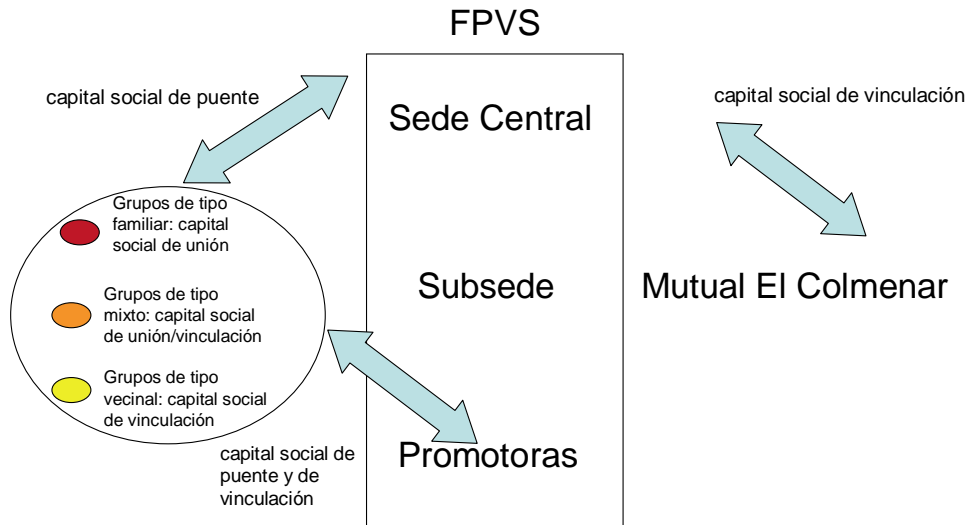 FPVS
capital social de puente
Sede Central
capital social de vinculación
Grupos de tipo
familiar: capital
social de unión
Grupos de tipo
mixto: capital social
de unión/vinculación
Grupos de tipo
vecinal: capital social
de vinculación
Subsede
Mutual El Colmenar
capital social de
puente y de
vinculación
Promotoras